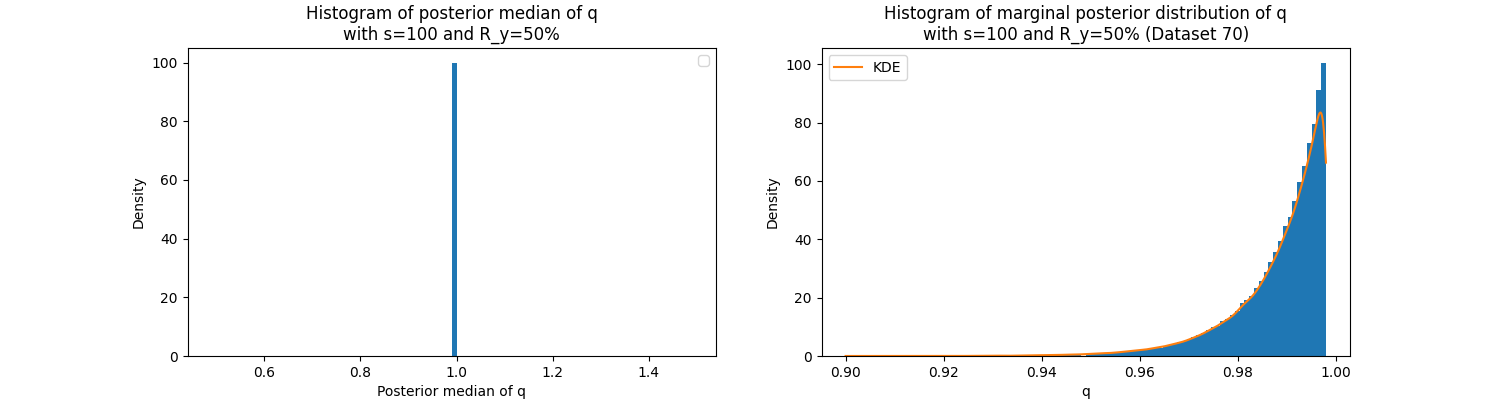 Histogram of posterior median of q
with s=100 and R_y=50%
100
80
60
40
20
0
Density
0.6 0.8 1.0 1.2 1.4
Posterior median of q
Histogram of marginal posterior distribution of q
with s=100 and R_y=50% (Dataset 70)
KDE
100
80
60
40
20
0
Density
0.90 0.92 0.94 0.96 0.98 1.00
q